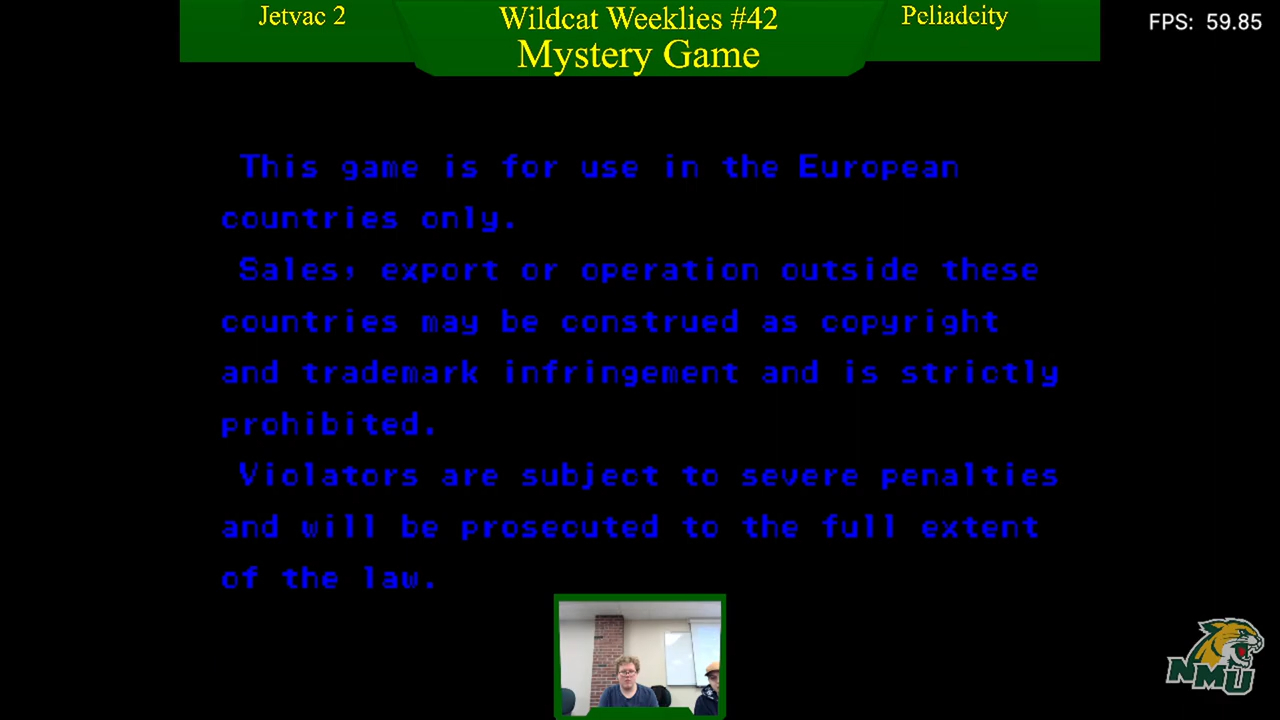 Jetvac 2
Wildcat Weeklies #42
Pcliadcity
FPS: 59.85
Mystery Game
This game is for use in the European
countries only.
Sales, export or operation outside these
countries may be construed as copyright
and trademark infringement and is strictly
prohibited.
Violators are subject to severe penalties
and will be prosecuted to the full extent
of the law.
NMU